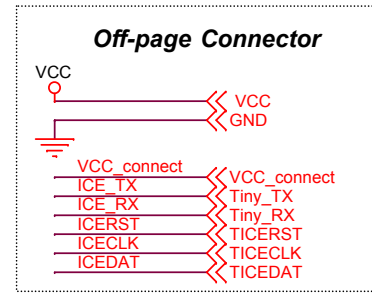 Off-page Connector
VCC
VCC
GND
VCC_connect VCC_connect
ICE_TX Tiny_TX
ICE_RX Tiny_RX
ICERST TICERST
ICECLK TICECLK
ICEDAT TICEDAT